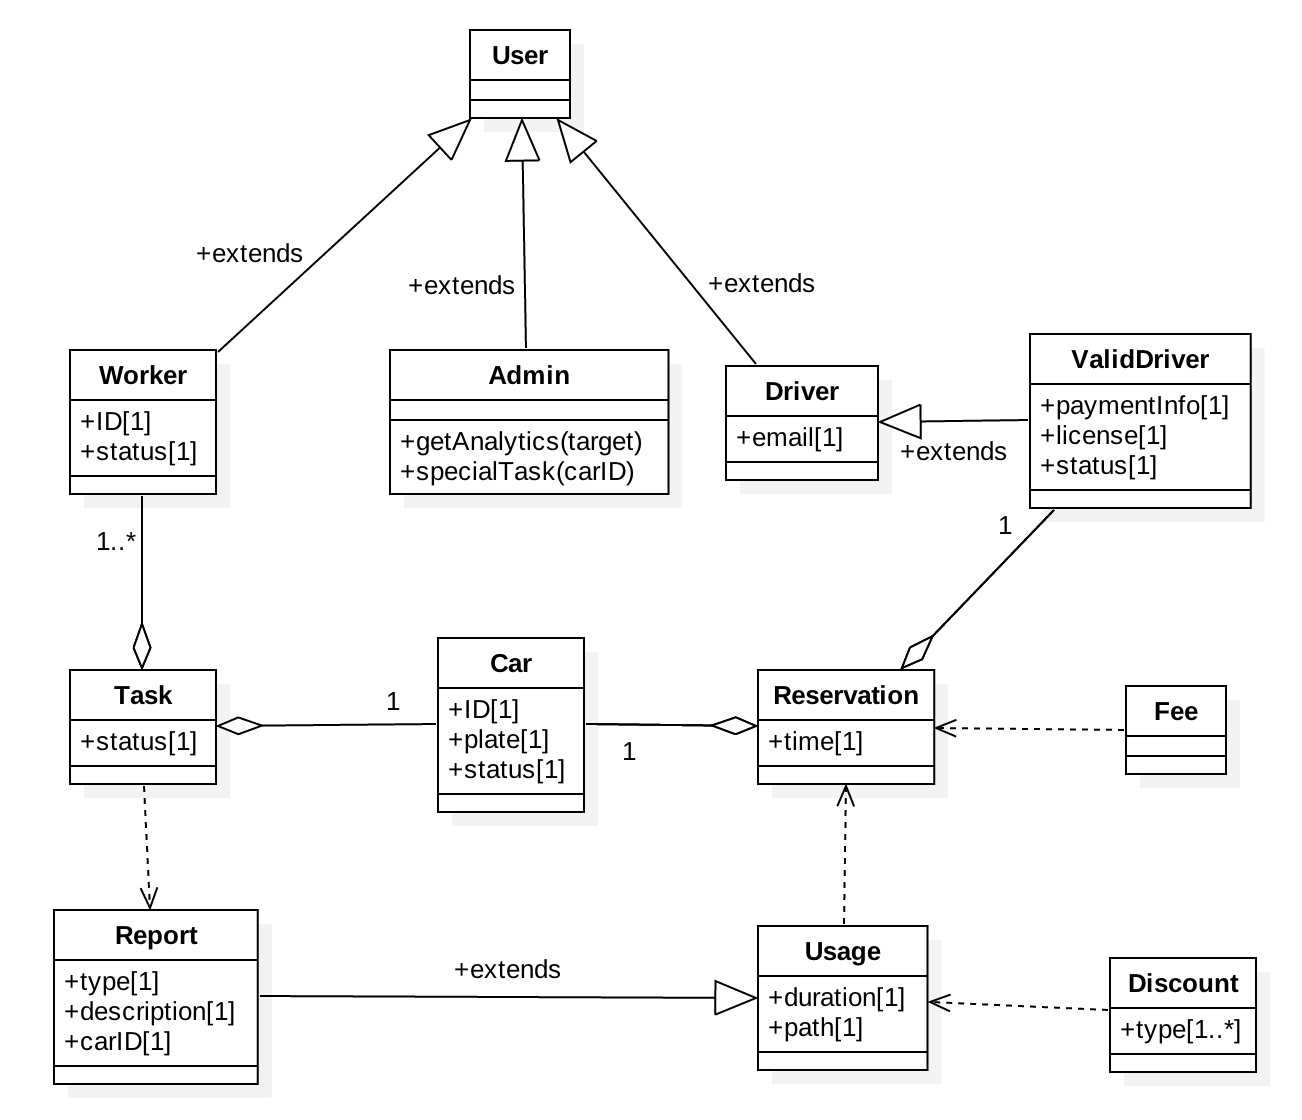 User
+extends
+extends
+extends
Worker
+ID[1]
+status[1]
Admin
+getAnalytics(target)
+specialTask(carID)
Driver
+email[1]
+extends
ValidDriver
+paymentInfo[1]
+license[1]
+status[1]
1..*
1
Task
+status[1]
1
Car
+ID[1]
+plate[1]
+status[1]
1
Reservation
+time[1]
Fee
Report
+type[1]
+description[1]
+carID[1]
+extends
Usage
+duration[1]
+path[1]
Discount
+type[1..*]